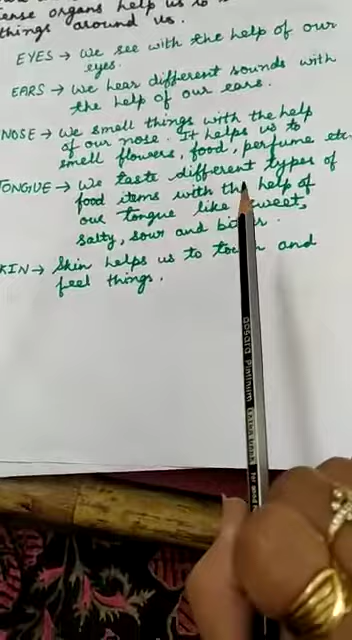 sense organs help us to
things around us.
EYES → We see with the help of our
eyes.
EARS → We hear different sounds with
the help of our ears.
NOSE → We smell things with the help
of our nose. It helps us to
smell flowers, food, perfume etc.
TONGUE → We taste different types of
food items with the help of
our tongue like sweet,
salty, sour and bitter.
SKIN → Skin helps us to touch and
feel things.
apsara Platinum